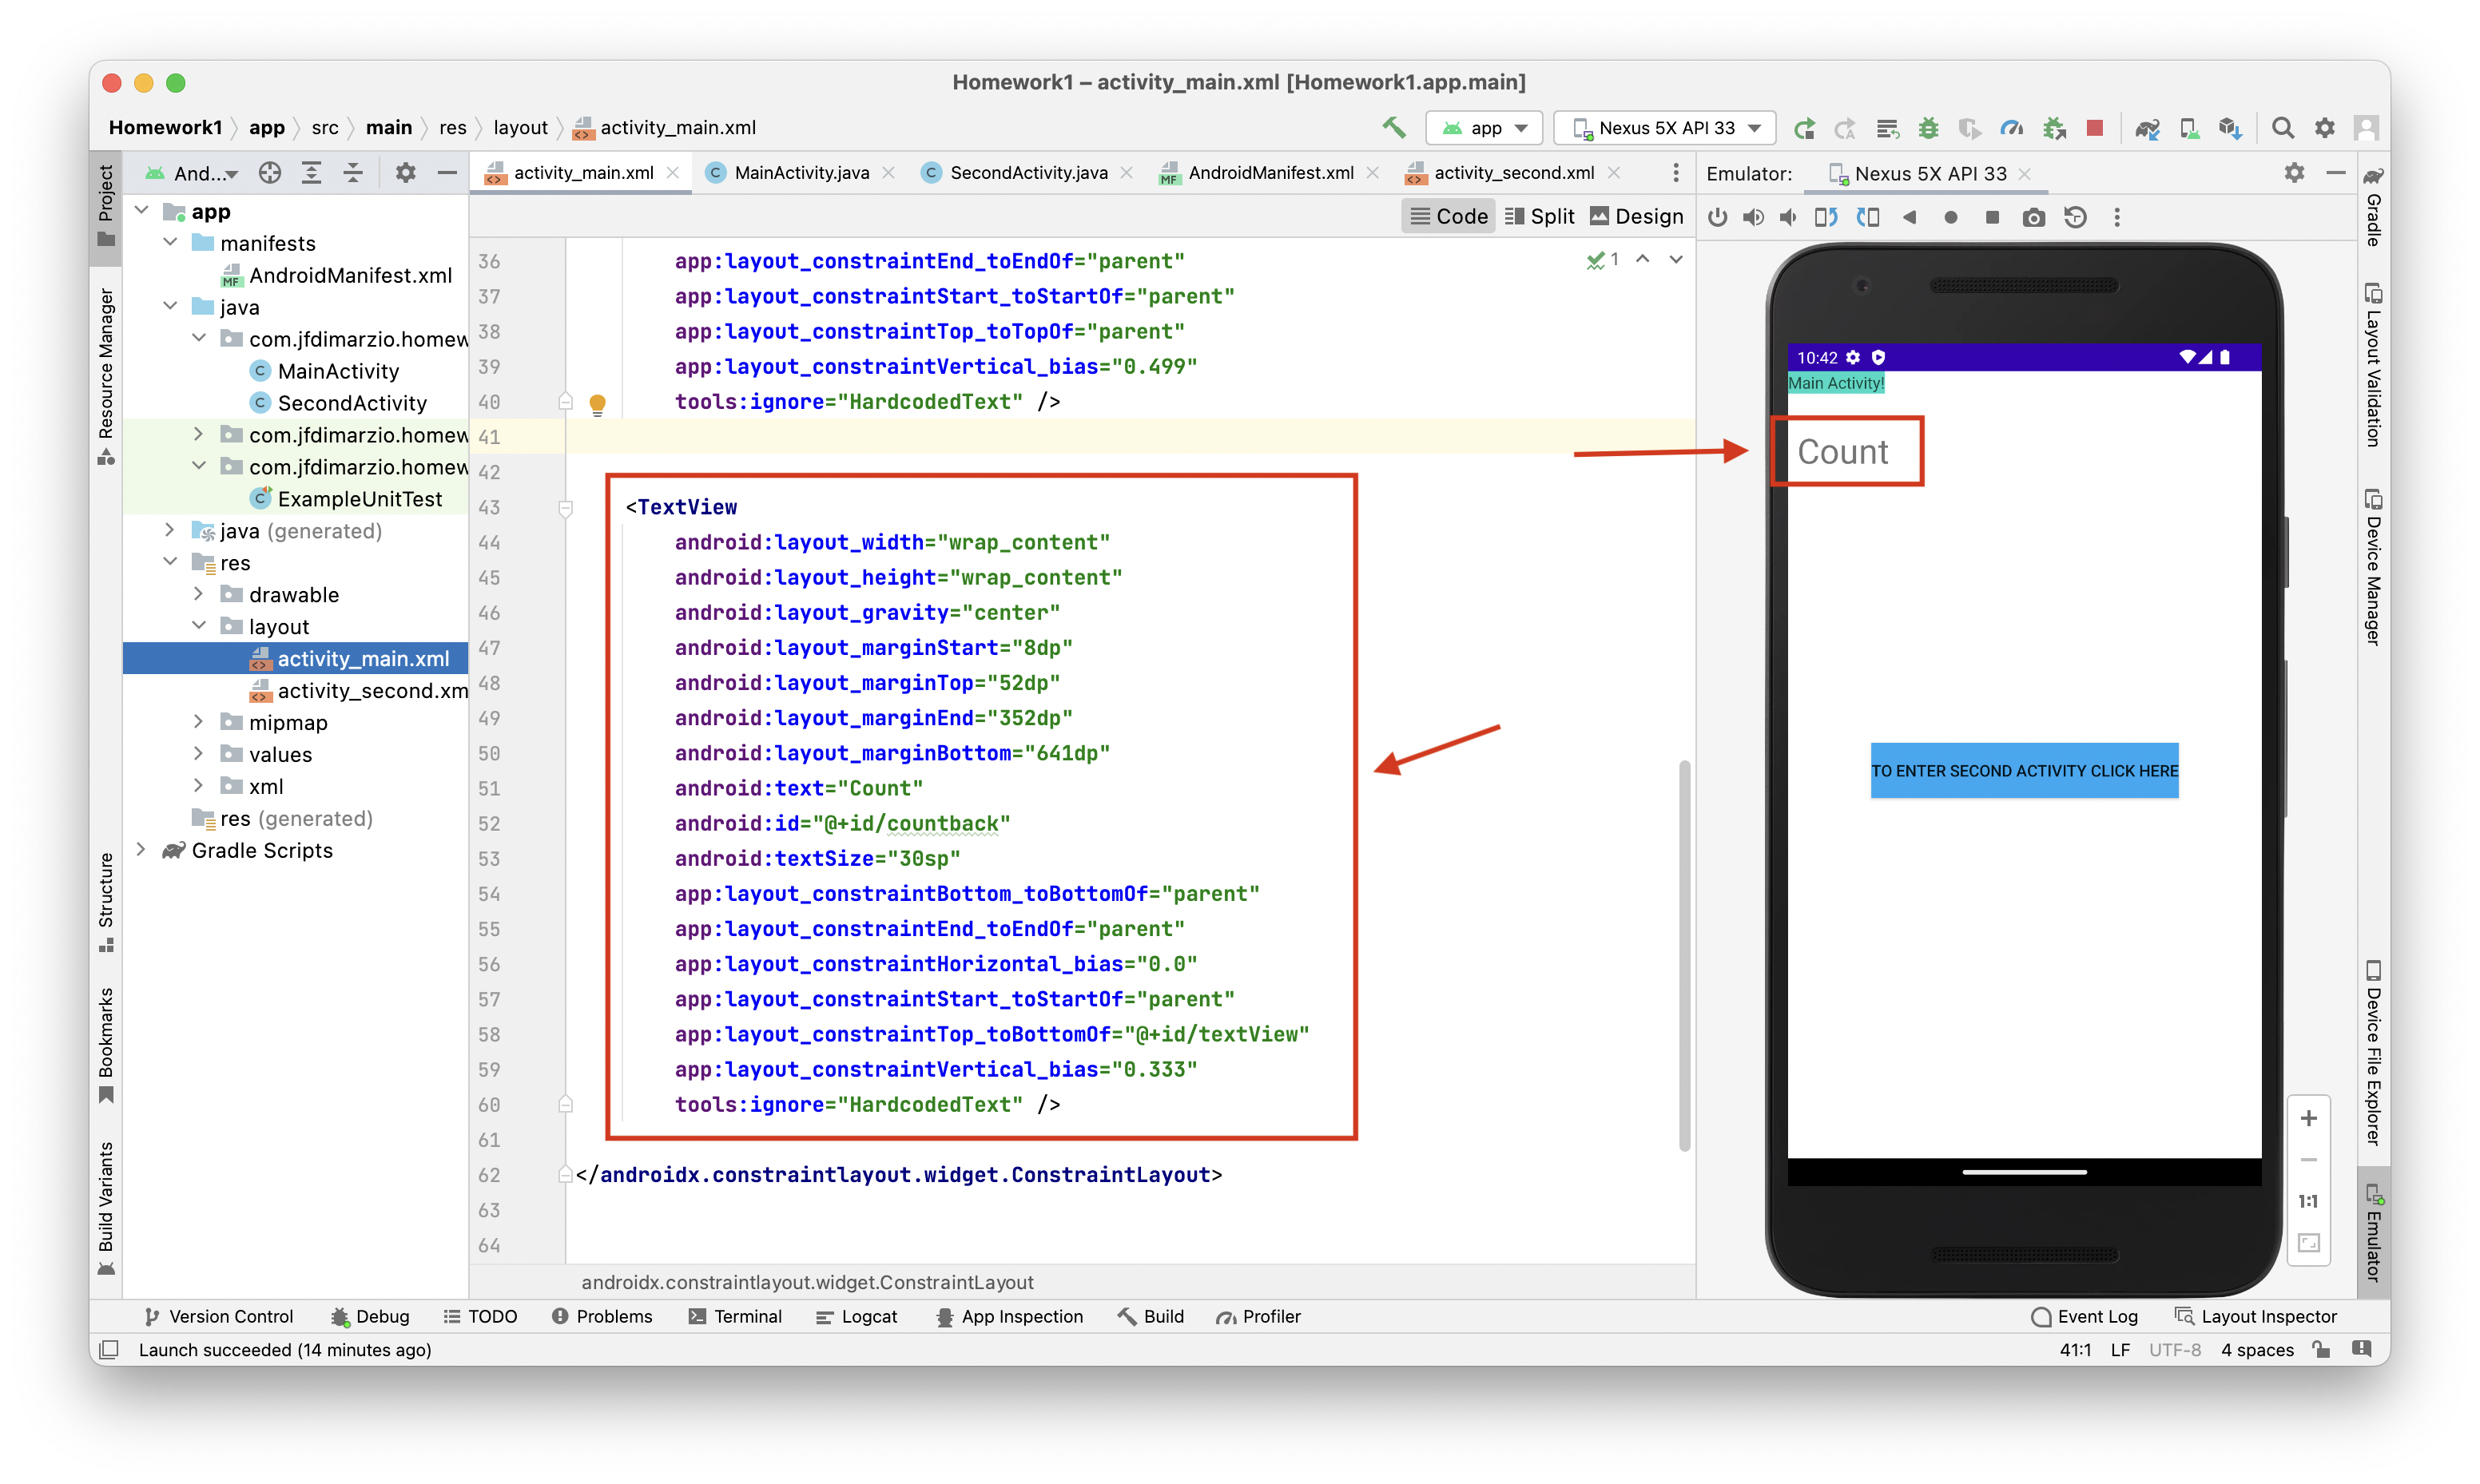 Homework1 – activity_main.xml [Homework1.app.main]
Homework1 app src main res layout activity_main.xml
app Nexus 5X API 33
And...
activity_main.xml MainActivity.java SecondActivity.java AndroidManifest.xml activity_second.xml
Emulator: Nexus 5X API 33
Code Split Design
Project
Resource Manager
Structure
Bookmarks
Build Variants
app
manifests
AndroidManifest.xml
java
com.jfdimarzio.homew
MainActivity
SecondActivity
com.jfdimarzio.homew
com.jfdimarzio.homew
ExampleUnitTest
java (generated)
res
drawable
layout
activity_main.xml
activity_second.xm
mipmap
values
xml
res (generated)
Gradle Scripts
1
36 app:layout_constraintEnd_toEndOf="parent"
37 app:layout_constraintStart_toStartOf="parent"
38 app:layout_constraintTop_toTopOf="parent"
39 app:layout_constraintVertical_bias="0.499"
40 tools:ignore="HardcodedText" />
41
42
43 <TextView
44 android:layout_width="wrap_content"
45 android:layout_height="wrap_content"
46 android:layout_gravity="center"
47 android:layout_marginStart="8dp"
48 android:layout_marginTop="52dp"
49 android:layout_marginEnd="352dp"
50 android:layout_marginBottom="641dp"
51 android:text="Count"
52 android:id="@+id/countback"
53 android:textSize="30sp"
54 app:layout_constraintBottom_toBottomOf="parent"
55 app:layout_constraintEnd_toEndOf="parent"
56 app:layout_constraintHorizontal_bias="0.0"
57 app:layout_constraintStart_toStartOf="parent"
58 app:layout_constraintTop_toBottomOf="@+id/textView"
59 app:layout_constraintVertical_bias="0.333"
60 tools:ignore="HardcodedText" />
61
62 </androidx.constraintlayout.widget.ConstraintLayout>
63
64
androidx.constraintlayout.widget.ConstraintLayout
10:42
Main Activity!
Count
TO ENTER SECOND ACTIVITY CLICK HERE
1:1
Gradle
Layout Validation
Device Manager
Device File Explorer
Emulator
Version Control Debug TODO Problems Terminal Logcat App Inspection Build Profiler Event Log Layout Inspector
Launch succeeded (14 minutes ago) 41:1 LF UTF-8 4 spaces